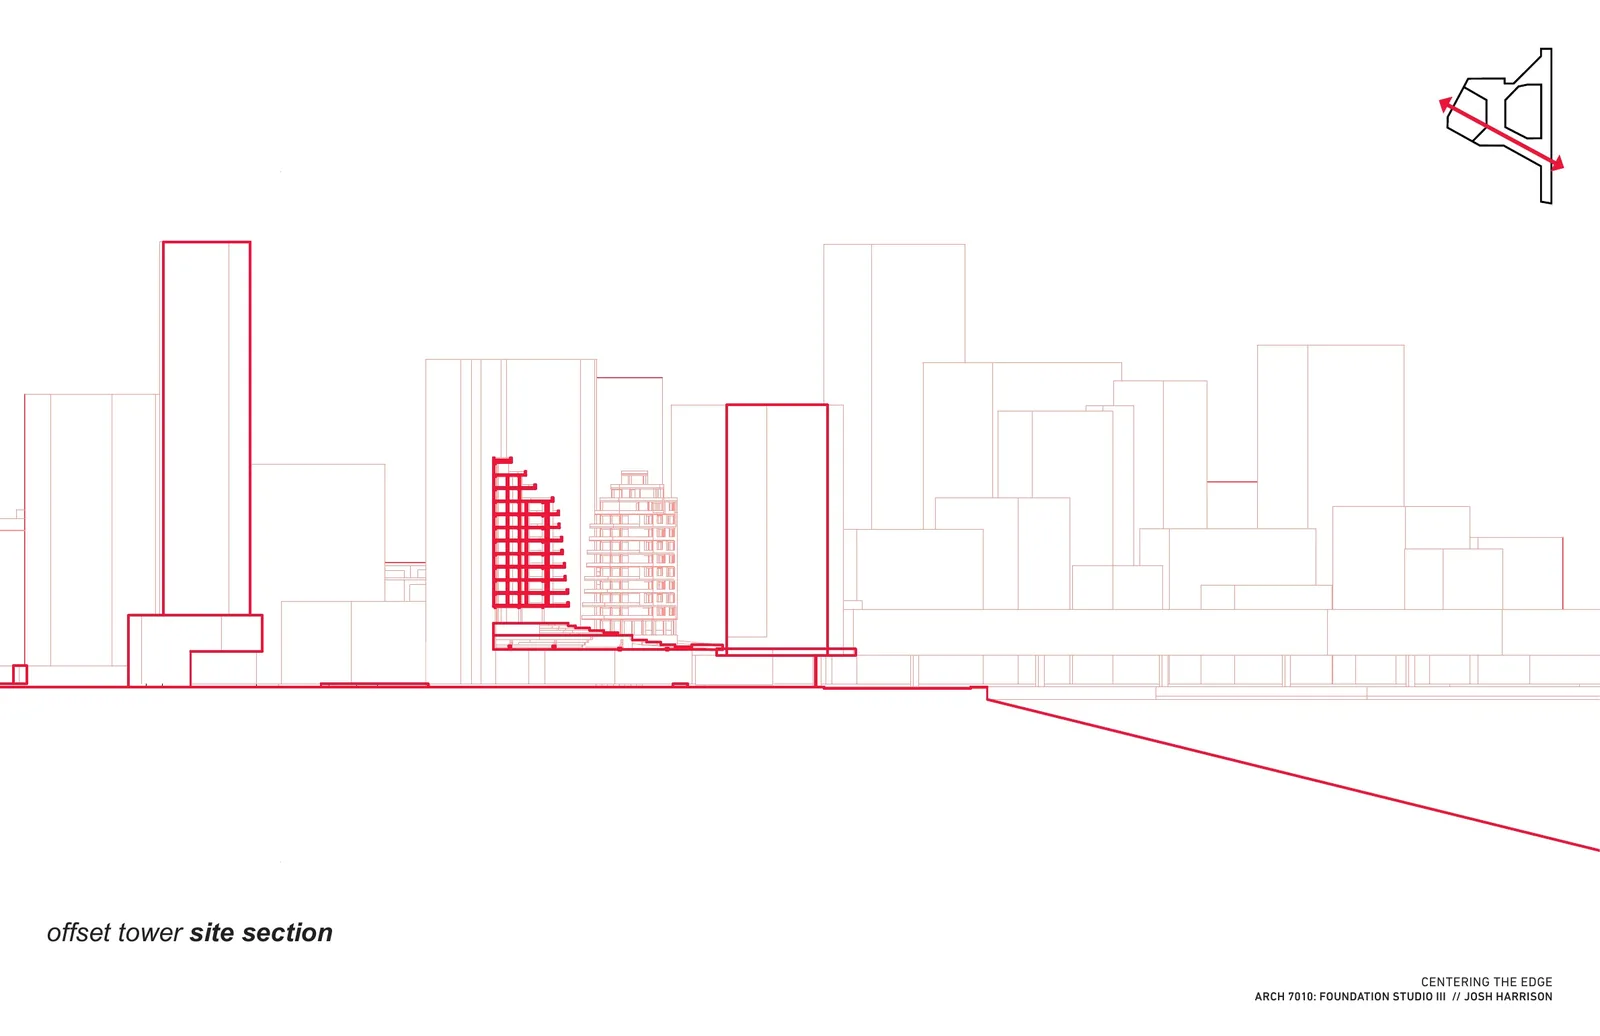 offset tower site section
CENTERING THE EDGE
ARCH 7010: FOUNDATION STUDIO III // JOSH HARRISON